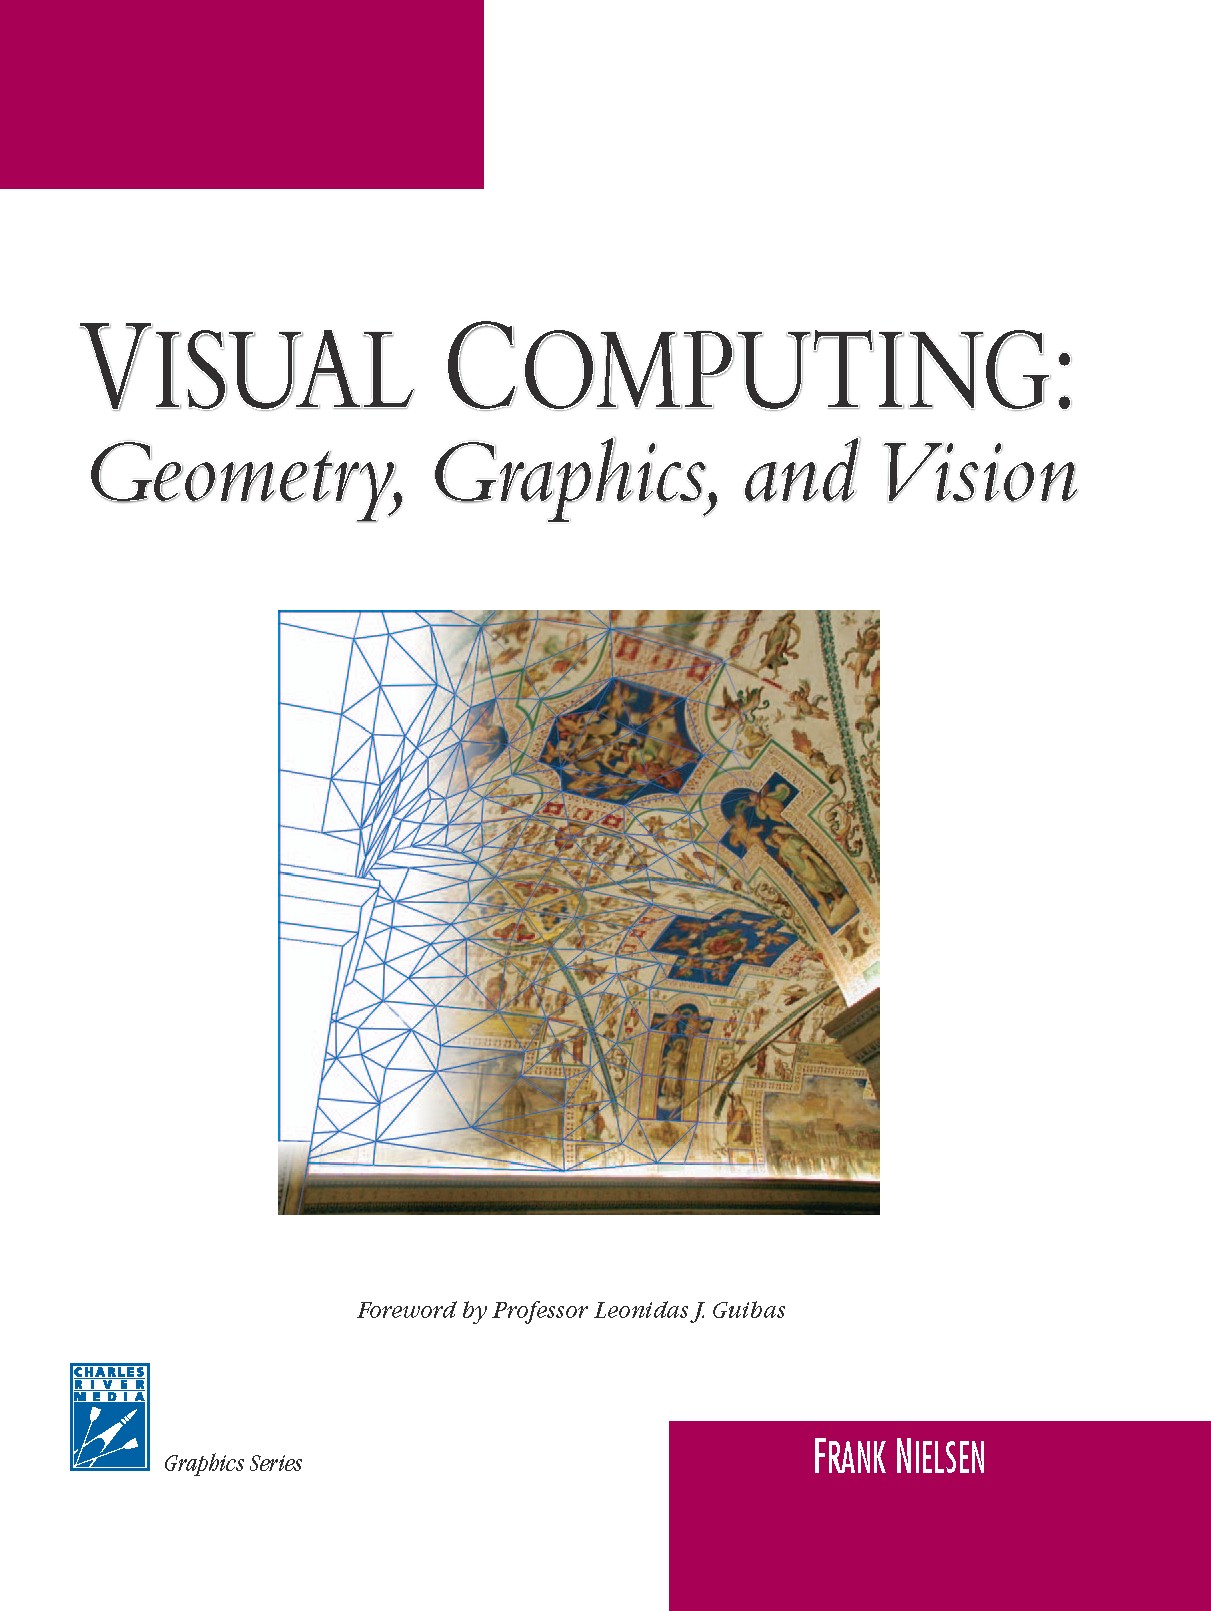 VISUAL COMPUTING:
Geometry, Graphics, and Vision
Foreword by Professor Leonidas J. Guibas
CHARLES
RIVER
MEDIA
Graphics Series
FRANK NIELSEN